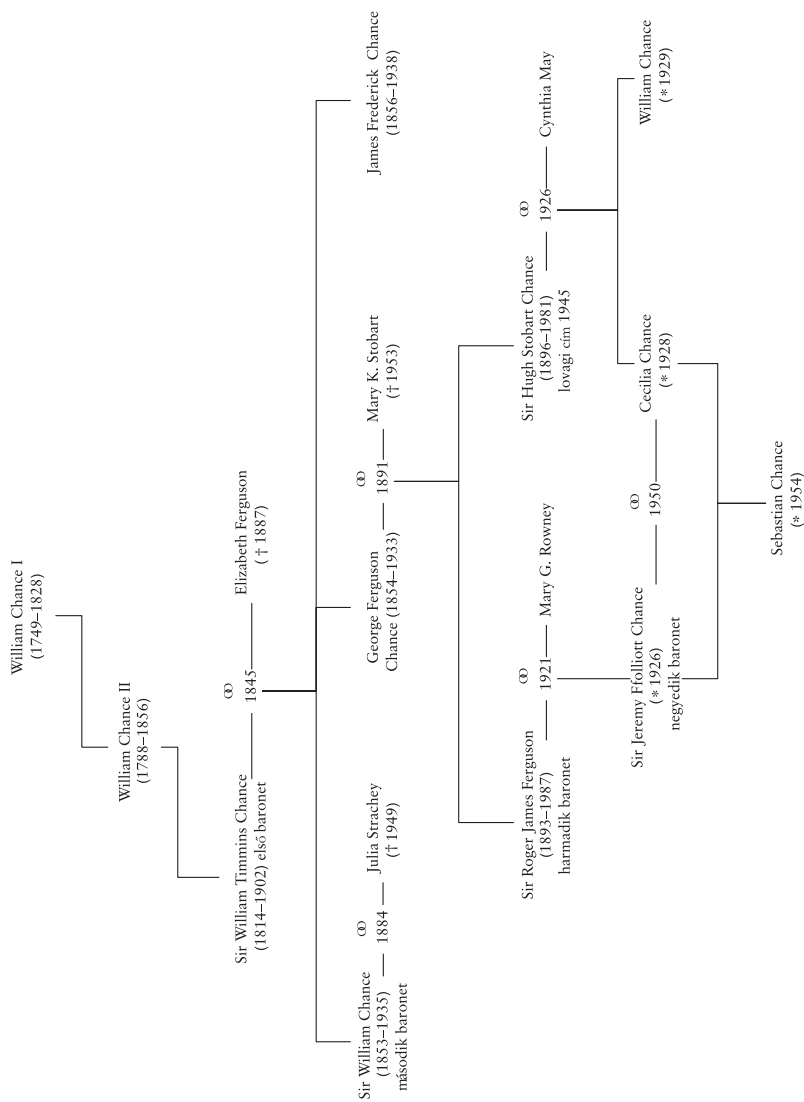 William Chance I
(1749–1828)
William Chance II
(1788–1856)
Sir William Timmins Chance
(1814–1902) első baronet
⚭
1845
Elizabeth Ferguson
(† 1887)
Sir William Chance
(1853–1935)
második baronet
⚭
1884
Julia Strachey
(† 1949)
George Ferguson
Chance (1854–1933)
⚭
1891
Mary K. Stobart
(† 1953)
James Frederick Chance
(1856–1938)
Sir Roger James Ferguson
(1893–1987)
harmadik baronet
⚭
1921
Mary G. Rowney
Sir Hugh Stobart Chance
(1896–1981)
lovagi cím 1945
⚭
1926
Cynthia May
Sir Jeremy Ffolliott Chance
(* 1926)
negyedik baronet
⚭
1950
Cecilia Chance
(* 1928)
William Chance
(* 1929)
Sebastian Chance
(* 1954)